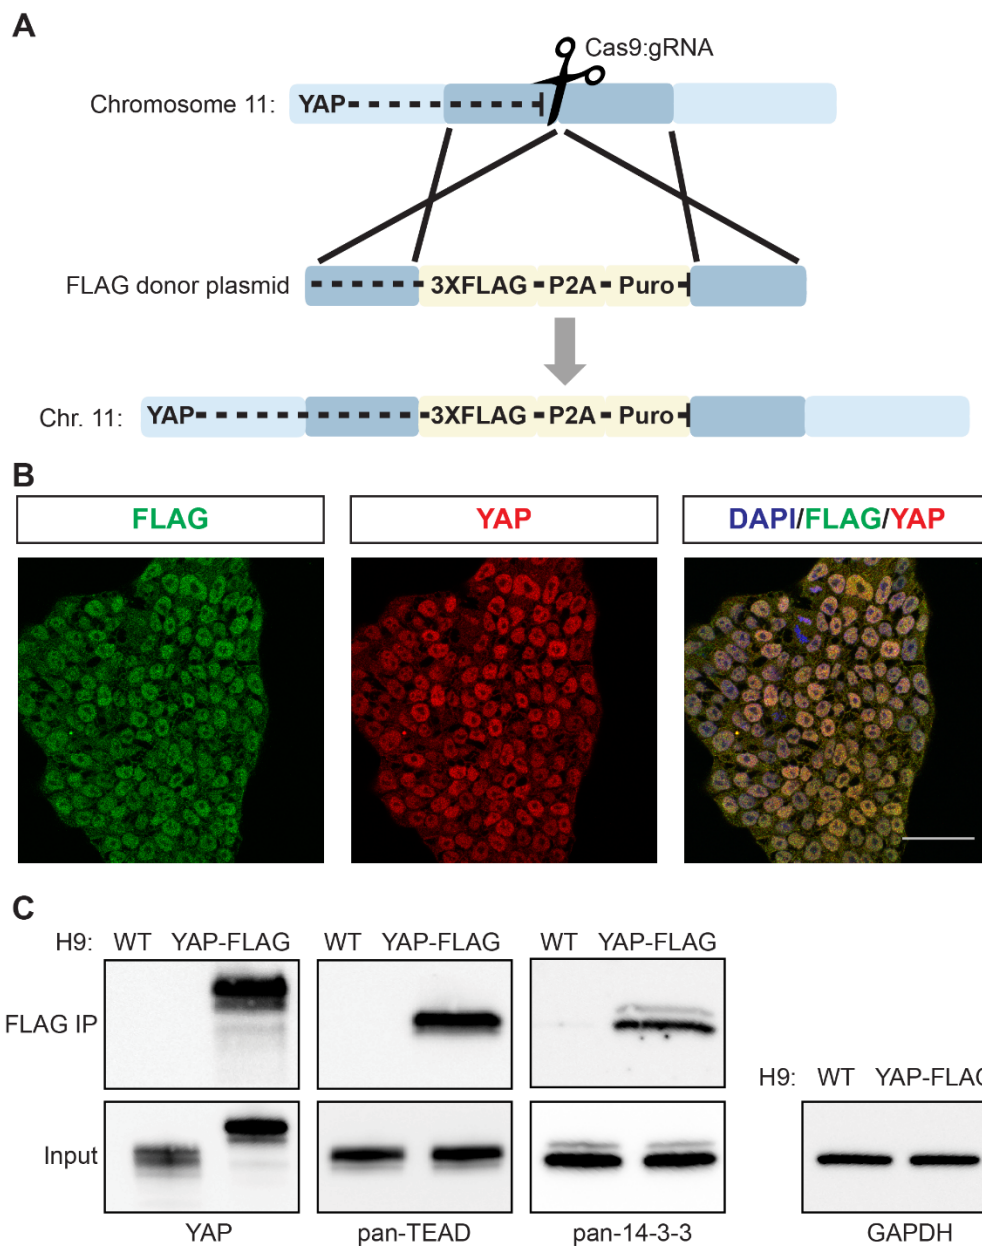 A
Cas9:gRNA
Chromosome 11: YAP
FLAG donor plasmid 3XFLAG P2A Puro
Chr. 11: YAP 3XFLAG P2A Puro
B
FLAG YAP DAPI/FLAG/YAP
C
H9: WT YAP-FLAG WT YAP-FLAG WT YAP-FLAG
FLAG IP
H9: WT YAP-FLAG
Input
YAP pan-TEAD pan-14-3-3 GAPDH